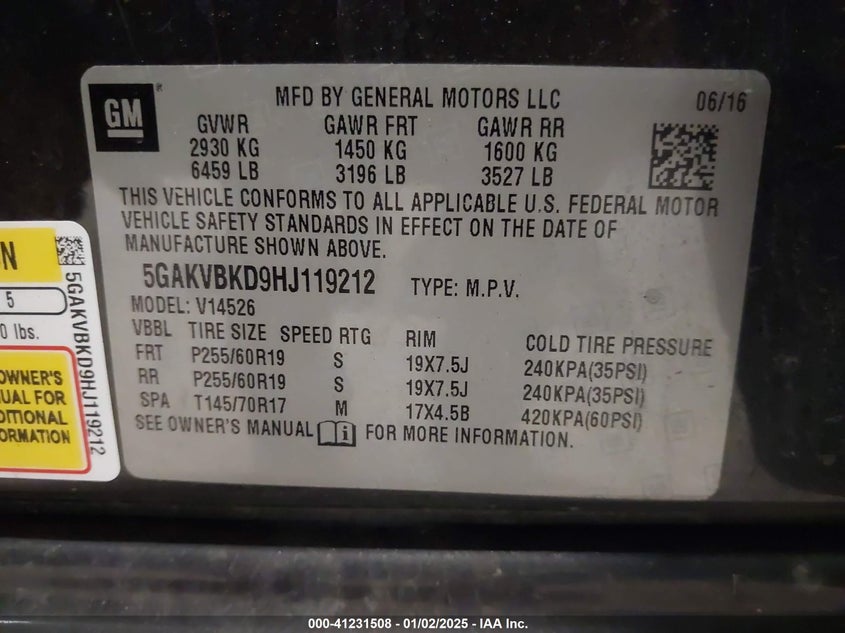 GM
MFD BY GENERAL MOTORS LLC 06/16
GVWR GAWR FRT GAWR RR
2930 KG 1450 KG 1600 KG
6459 LB 3196 LB 3527 LB
THIS VEHICLE CONFORMS TO ALL APPLICABLE U.S. FEDERAL MOTOR
VEHICLE SAFETY STANDARDS IN EFFECT ON THE DATE OF
MANUFACTURE SHOWN ABOVE.
5GAKVBKD9HJ119212 TYPE: M.P.V.
MODEL: V14526
VBBL TIRE SIZE SPEED RTG RIM COLD TIRE PRESSURE
FRT P255/60R19 S 19X7.5J 240KPA(35PSI)
RR P255/60R19 S 19X7.5J 240KPA(35PSI)
SPA T145/70R17 M 17X4.5B 420KPA(60PSI)
SEE OWNER'S MANUAL FOR MORE INFORMATION.
5
lbs.
OWNER'S
FOR
5GAKVBKD9HJ119212
000-41231508 - 01/02/2025 - IAA Inc.